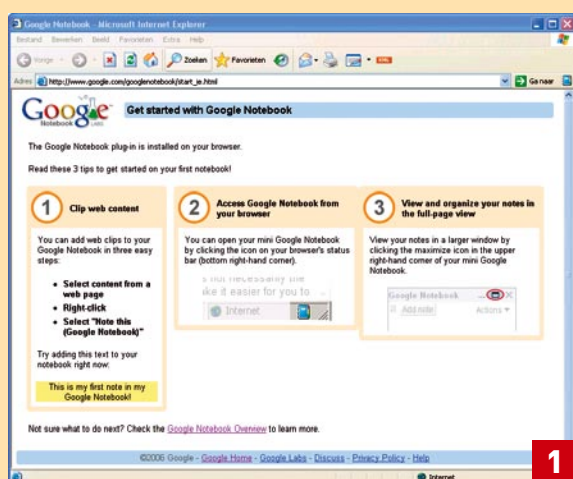 Google Notebook - Microsoft Internet Explorer
Bestand Bewerken Beeld Favorieten Extra Help
Vorige Zoeken Favorieten
Adres http://www.google.com/googlenotebook/start_ie.html Ga naar
Google Notebook LABS
Get started with Google Notebook
The Google Notebook plug-in is installed on your browser.
Read these 3 tips to get started on your first notebook!
1 Clip web content
You can add web clips to your
Google Notebook in three easy
steps:
• Select content from a
web page
• Right-click
• Select "Note this
(Google Notebook)"
Try adding this text to your
notebook right now:
This is my first note in my
Google Notebook!
2 Access Google Notebook from
your browser
You can open your mini Google Notebook
by clicking the icon on your browser's status
bar (bottom right-hand corner).
s not necessarily the
ke it easier for you to
Internet
3 View and organize your notes in
the full-page view
View your notes in a larger window by
clicking the maximize icon in the upper
right-hand corner of your mini Google
Notebook.
Google Notebook
Add note Actions ▼
Not sure what to do next? Check the Google Notebook Overview to learn more.
©2006 Google - Google Home - Google Labs - Discuss - Privacy Policy - Help
Internet
1